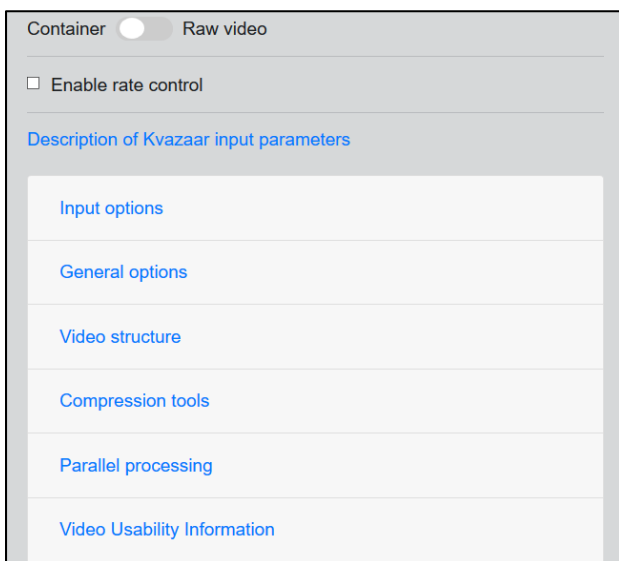 Container Raw video
Enable rate control
Description of Kvazaar input parameters
Input options
General options
Video structure
Compression tools
Parallel processing
Video Usability Information